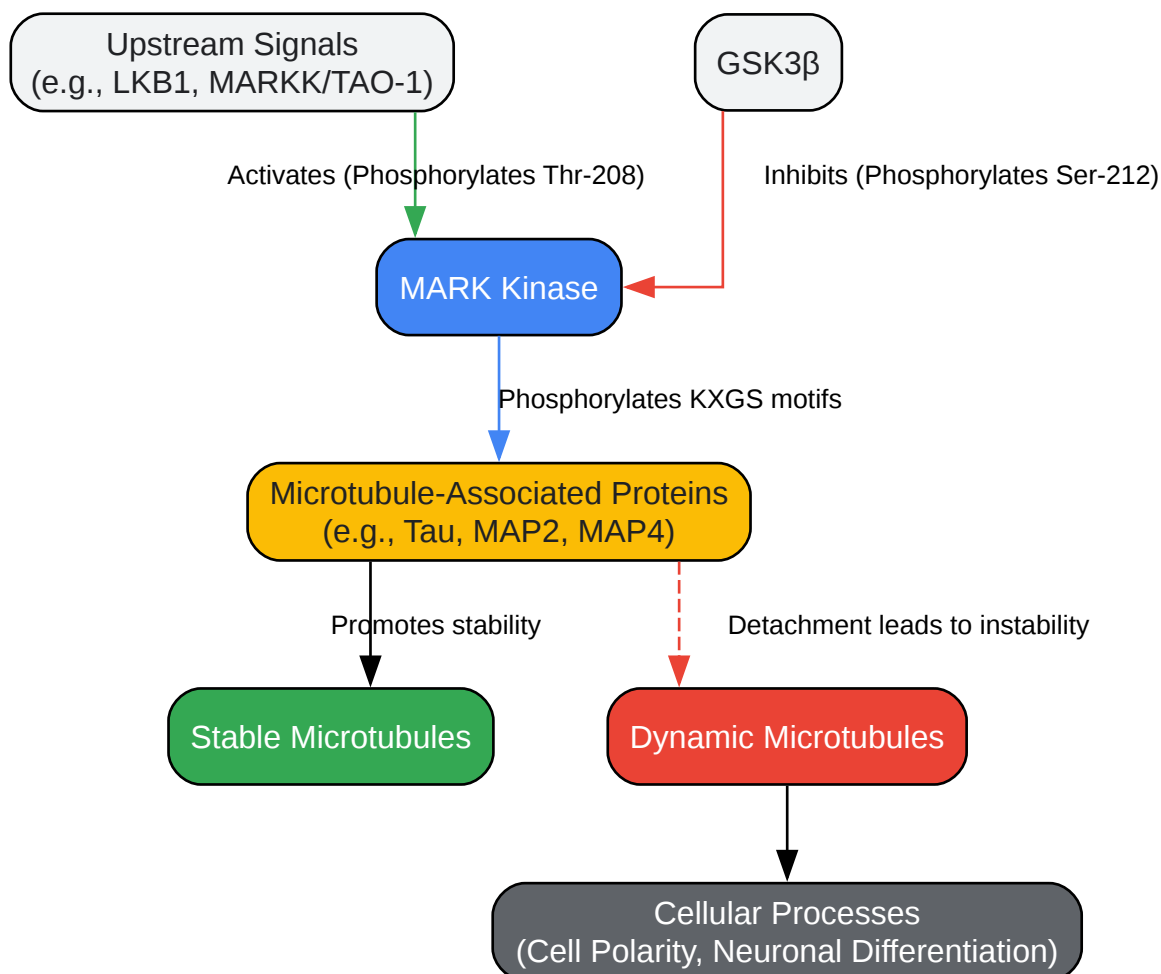 Upstream Signals
(e.g., LKB1, MARKK/TAO-1)
GSK3β
Activates (Phosphorylates Thr-208)
Inhibits (Phosphorylates Ser-212)
MARK Kinase
Phosphorylates KXGS motifs
Microtubule-Associated Proteins
(e.g., Tau, MAP2, MAP4)
Promotes stability
Detachment leads to instability
Stable Microtubules
Dynamic Microtubules
Cellular Processes
(Cell Polarity, Neuronal Differentiation)